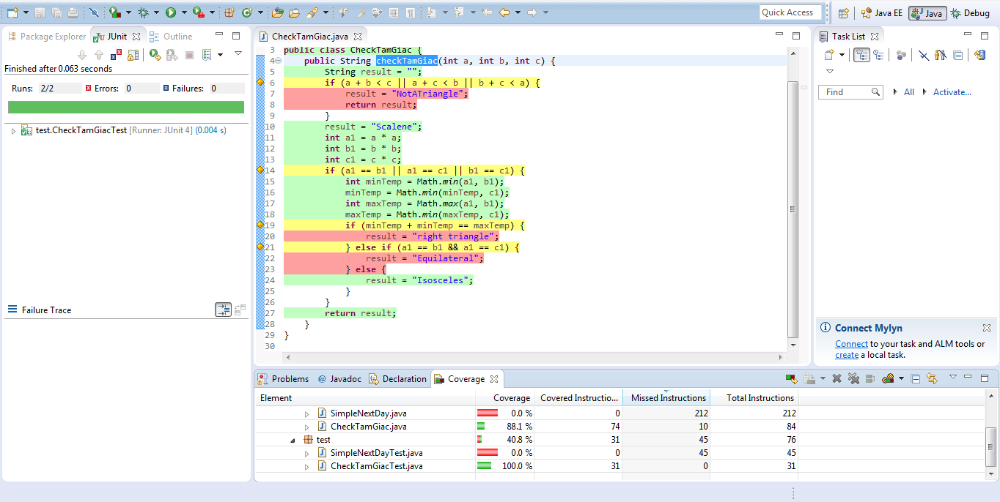 Quick Access
Java EE
Java
Debug
Package Explorer
JUnit
Outline
Finished after 0.063 seconds
Runs: 2/2
Errors: 0
Failures: 0
test.CheckTamGiacTest [Runner: JUnit 4] (0.004 s)
Failure Trace
CheckTamGiac.java
3 public class CheckTamGiac {
4 public String checkTamGiac(int a, int b, int c) {
5 String result = "";
6 if (a + b < c || a + c < b || b + c < a) {
7 result = "NotATriangle";
8 return result;
9 }
10 result = "Scalene";
11 int a1 = a * a;
12 int b1 = b * b;
13 int c1 = c * c;
14 if (a1 == b1 || a1 == c1 || b1 == c1) {
15 int minTemp = Math.min(a1, b1);
16 minTemp = Math.min(minTemp, c1);
17 int maxTemp = Math.max(a1, b1);
18 maxTemp = Math.min(maxTemp, c1);
19 if (minTemp + minTemp == maxTemp) {
20 result = "right triangle";
21 } else if (a1 == b1 && a1 == c1) {
22 result = "Equilateral";
23 } else {
24 result = "Isosceles";
25 }
26 }
27 return result;
28 }
29 }
30
Task List
Find
All
Activate...
Connect Mylyn
Connect to your task and ALM tools or
create a local task.
Problems
@ Javadoc
Declaration
Coverage
Element Coverage Covered Instructio... Missed Instructions Total Instructions
SimpleNextDay.java 0.0 % 0 212 212
CheckTamGiac.java 88.1 % 74 10 84
test 40.8 % 31 45 76
SimpleNextDayTest.java 0.0 % 0 45 45
CheckTamGiacTest.java 100.0 % 31 0 31